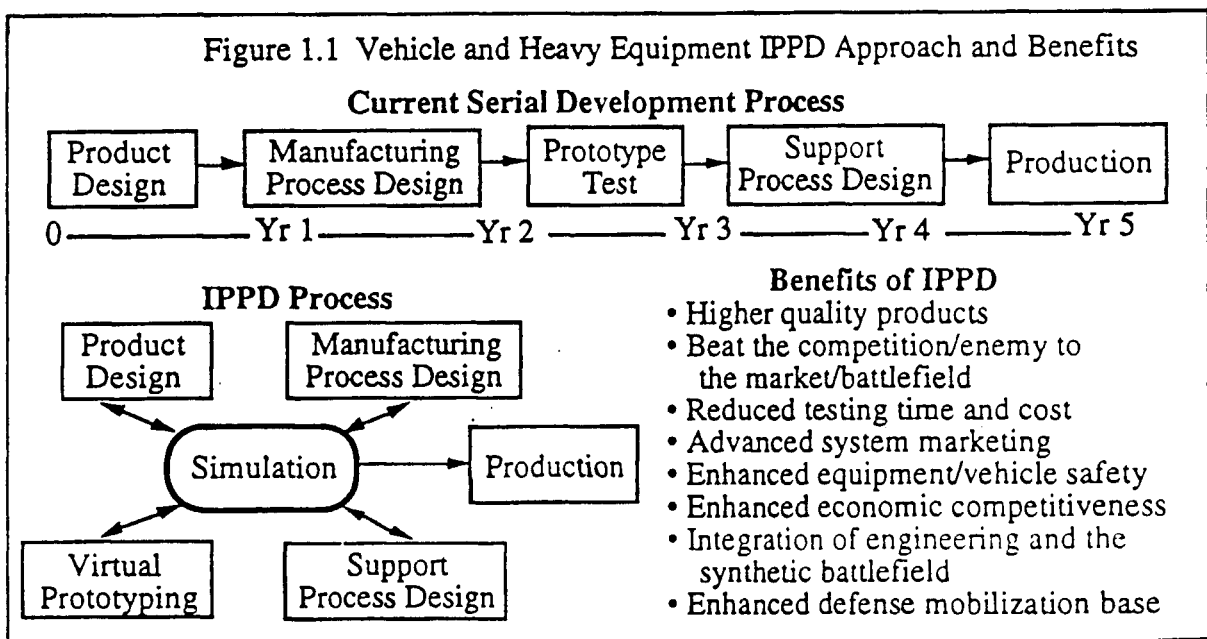 Figure 1.1 Vehicle and Heavy Equipment IPPD Approach and Benefits
Current Serial Development Process
Product
Design
Manufacturing
Process Design
Prototype
Test
Support
Process Design
Production
0 Yr 1 Yr 2 Yr 3 Yr 4 Yr 5
IPPD Process
Product
Design
Manufacturing
Process Design
Simulation
Production
Virtual
Prototyping
Support
Process Design
Benefits of IPPD
• Higher quality products
• Beat the competition/enemy to
the market/battlefield
• Reduced testing time and cost
• Advanced system marketing
• Enhanced equipment/vehicle safety
• Enhanced economic competitiveness
• Integration of engineering and the
synthetic battlefield
• Enhanced defense mobilization base